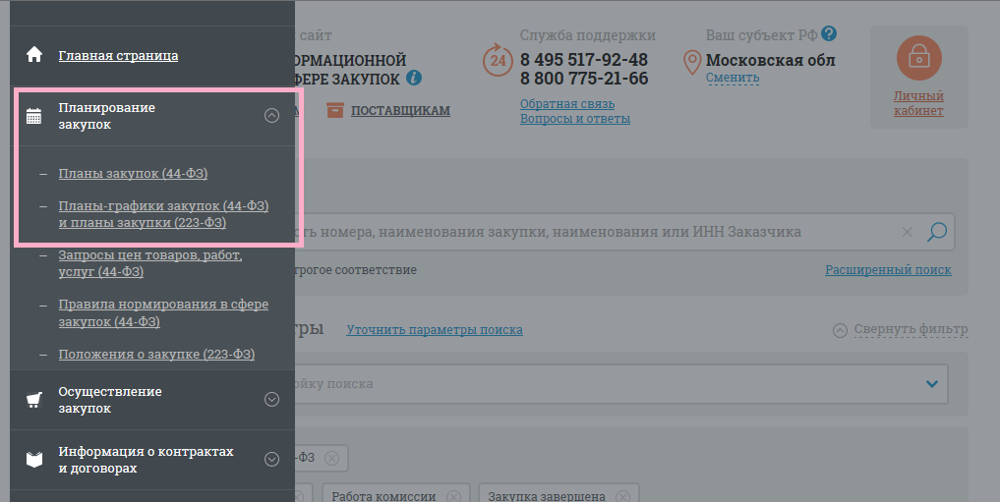 Главная страница
Планирование
закупок
Планы закупок (44-ФЗ)
Планы-графики закупок (44-ФЗ)
и планы закупки (223-ФЗ)
Запросы цен товаров, работ,
услуг (44-ФЗ)
Правила нормирования в сфере
закупок (44-ФЗ)
Положения о закупке (223-ФЗ)
Осуществление
закупок
Информация о контрактах
и договорах
сайт
ОРМАЦИОННОЙ
ФЕРЕ ЗАКУПОК
ПОСТАВЩИКАМ
Служба поддержки
24
8 495 517-92-48
8 800 775-21-66
Обратная связь
Вопросы и ответы
Ваш субъект РФ
Московская обл
Сменить
Личный
кабинет
ть номера, наименования закупки, наименования или ИНН Заказчика
трогое соответствие
Расширенный поиск
тры
Уточнить параметры поиска
Свернуть фильтр
ойку поиска
-ФЗ
Работа комиссии
Закупка завершена